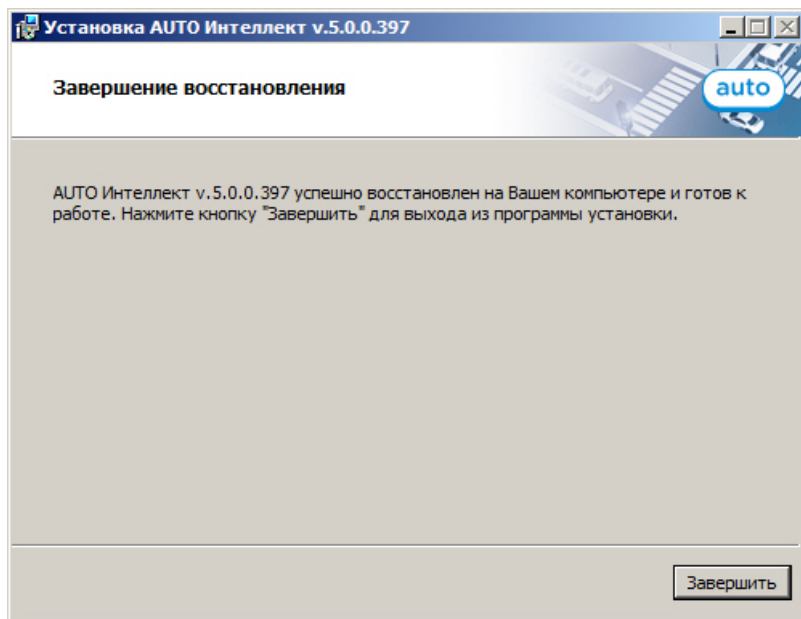 Установка AUTO Интеллект v.5.0.0.397
Завершение восстановления
auto
AUTO Интеллект v.5.0.0.397 успешно восстановлен на Вашем компьютере и готов к
работе. Нажмите кнопку "Завершить" для выхода из программы установки.
Завершить